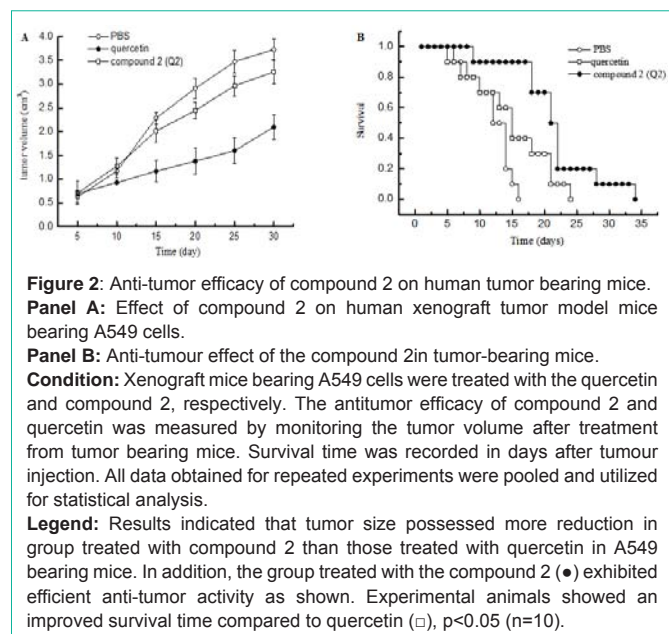 A
PBS
quercetin
compound 2 (Q2)
tumor volume (cm³)
4.0
3.5
3.0
2.5
2.0
1.5
1.0
0.5
0.0
5 10 15 20 25 30
Time (day)
B
PBS
quercetin
compound 2 (Q2)
Survival
1.0
0.8
0.6
0.4
0.2
0.0
0 5 10 15 20 25 30 35
Time (days)
Figure 2: Anti-tumor efficacy of compound 2 on human tumor bearing mice.
Panel A: Effect of compound 2 on human xenograft tumor model mice
bearing A549 cells.
Panel B: Anti-tumour effect of the compound 2in tumor-bearing mice.
Condition: Xenograft mice bearing A549 cells were treated with the quercetin
and compound 2, respectively. The antitumor efficacy of compound 2 and
quercetin was measured by monitoring the tumor volume after treatment
from tumor bearing mice. Survival time was recorded in days after tumour
injection. All data obtained for repeated experiments were pooled and utilized
for statistical analysis.
Legend: Results indicated that tumor size possessed more reduction in
group treated with compound 2 than those treated with quercetin in A549
bearing mice. In addition, the group treated with the compound 2 (●) exhibited
efficient anti-tumor activity as shown. Experimental animals showed an
improved survival time compared to quercetin (□), p<0.05 (n=10).